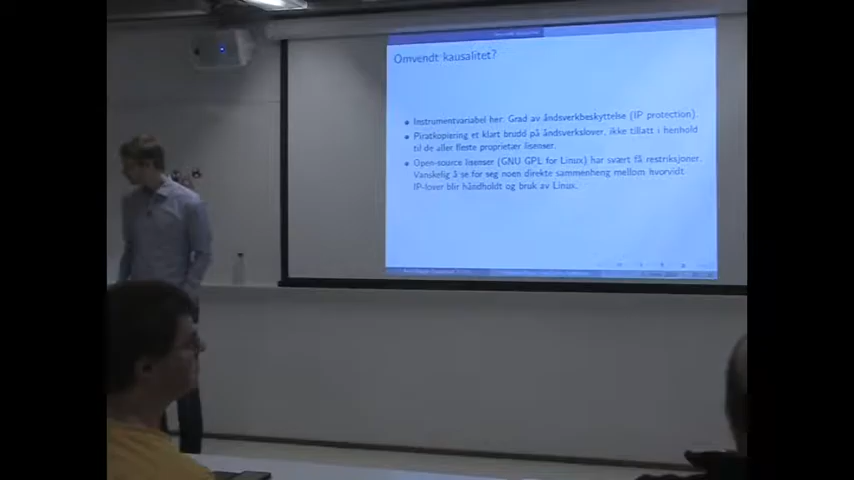 Omvendt kausalitet?
Instrumentvariabel her: Grad av åndsverkbeskyttelse (IP protection).
Piratkopiering et klart brudd på åndsverkslover, ikke tillatt i henhold
til de aller fleste proprietær lisenser.
Open-source lisenser (GNU GPL for Linux) har svært få restriksjoner.
Vanskelig å se for seg noen direkte sammenheng mellom hvorvidt
IP-lover blir håndholdt og bruk av Linux.